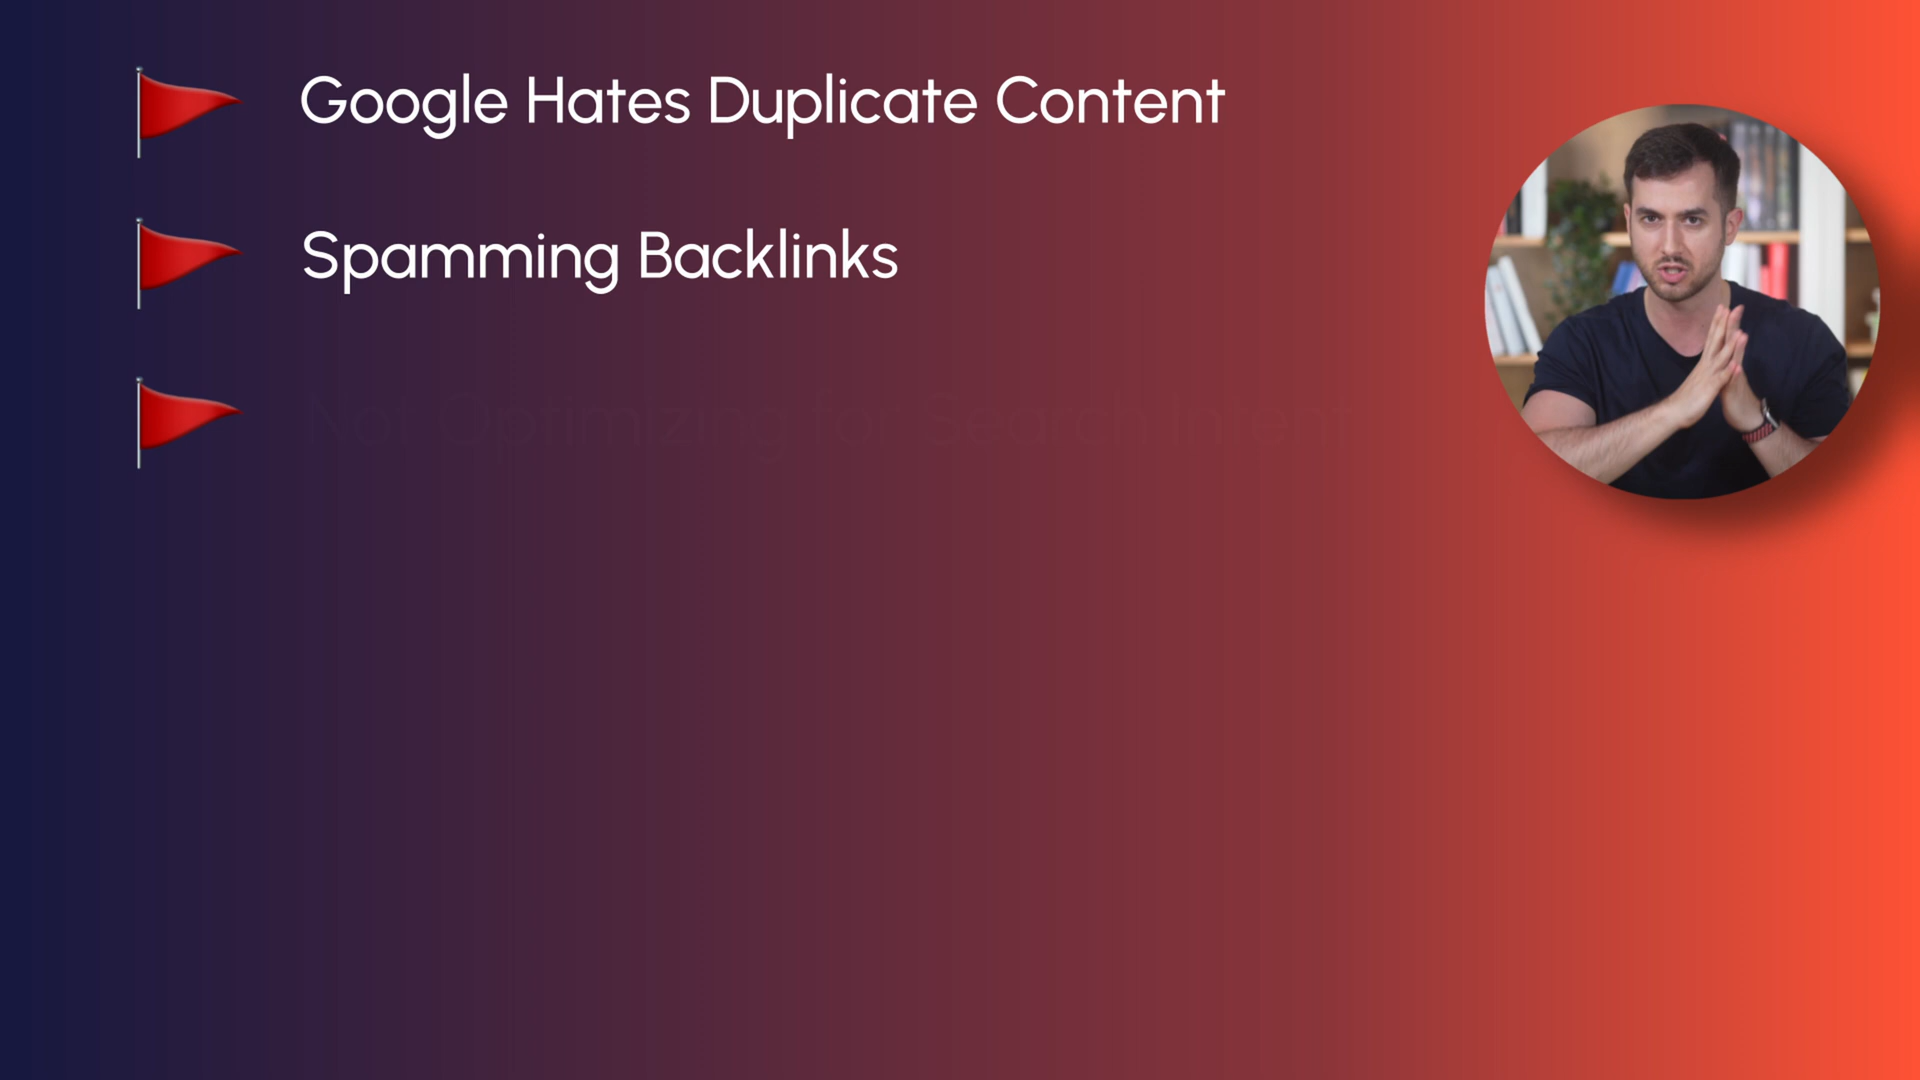 Google Hates Duplicate Content
Spamming Backlinks
Not Optimizing for Search Intent